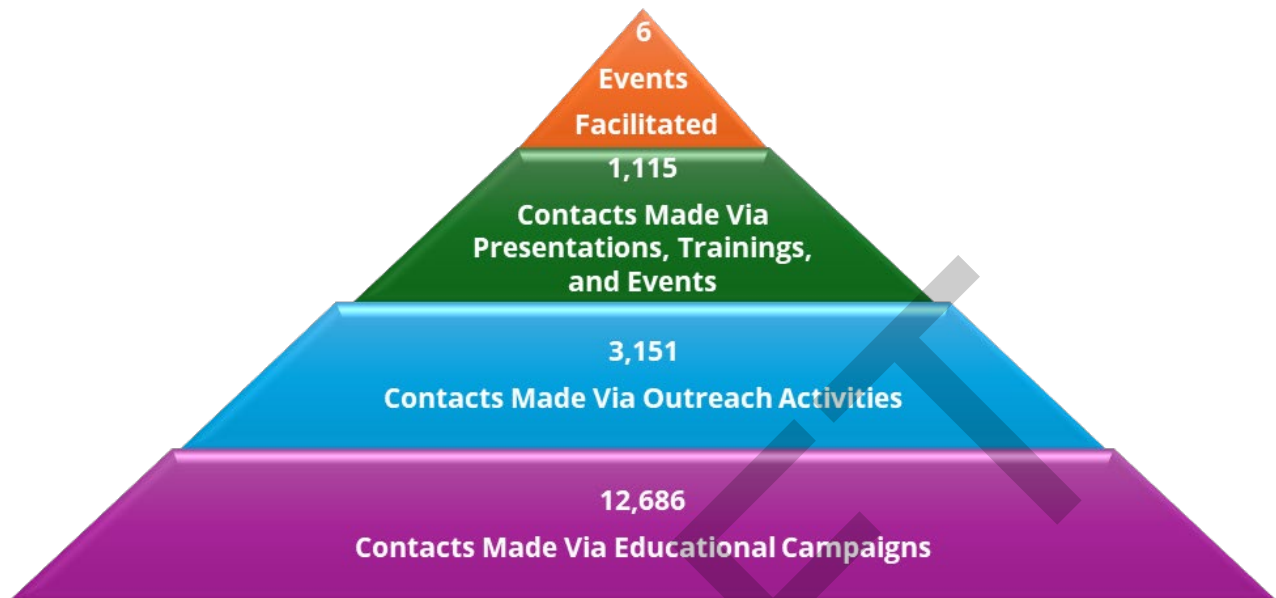 6
Events
Facilitated
1,115
Contacts Made Via
Presentations, Trainings,
and Events
3,151
Contacts Made Via Outreach Activities
12,686
Contacts Made Via Educational Campaigns